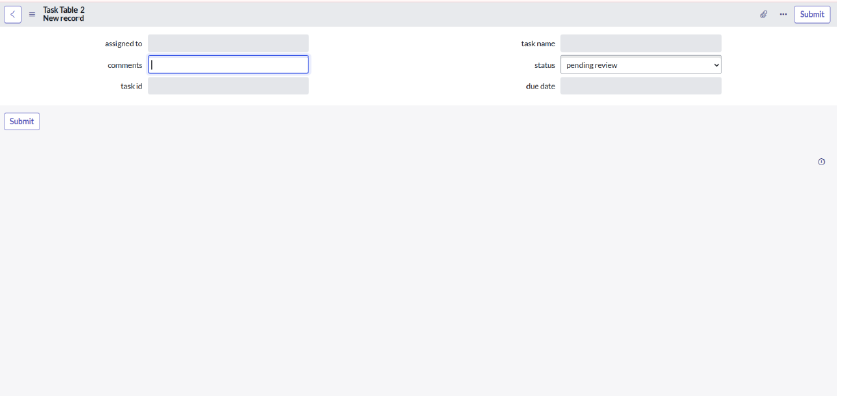 Task Table 2
New record
Submit
assigned to
task name
comments
status
pending review
task id
due date
Submit